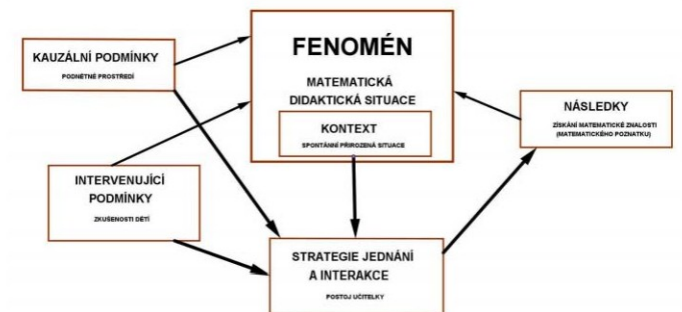 KAUZÁLNÍ PODMÍNKY
PODNĚTNÉ PROSTŘEDÍ
FENOMÉN
MATEMATICKÁ
DIDAKTICKÁ SITUACE
KONTEXT
SPONTÁNNÍ PŘIROZENÁ SITUACE
NÁSLEDKY
ZÍSKÁNÍ MATEMATICKÉ ZNALOSTI
(MATEMATICKÉHO POZNATKU)
INTERVENUJÍCÍ
PODMÍNKY
ZKUŠENOSTI DĚTÍ
STRATEGIE JEDNÁNÍ
A INTERAKCE
POSTOJ UČITELKY